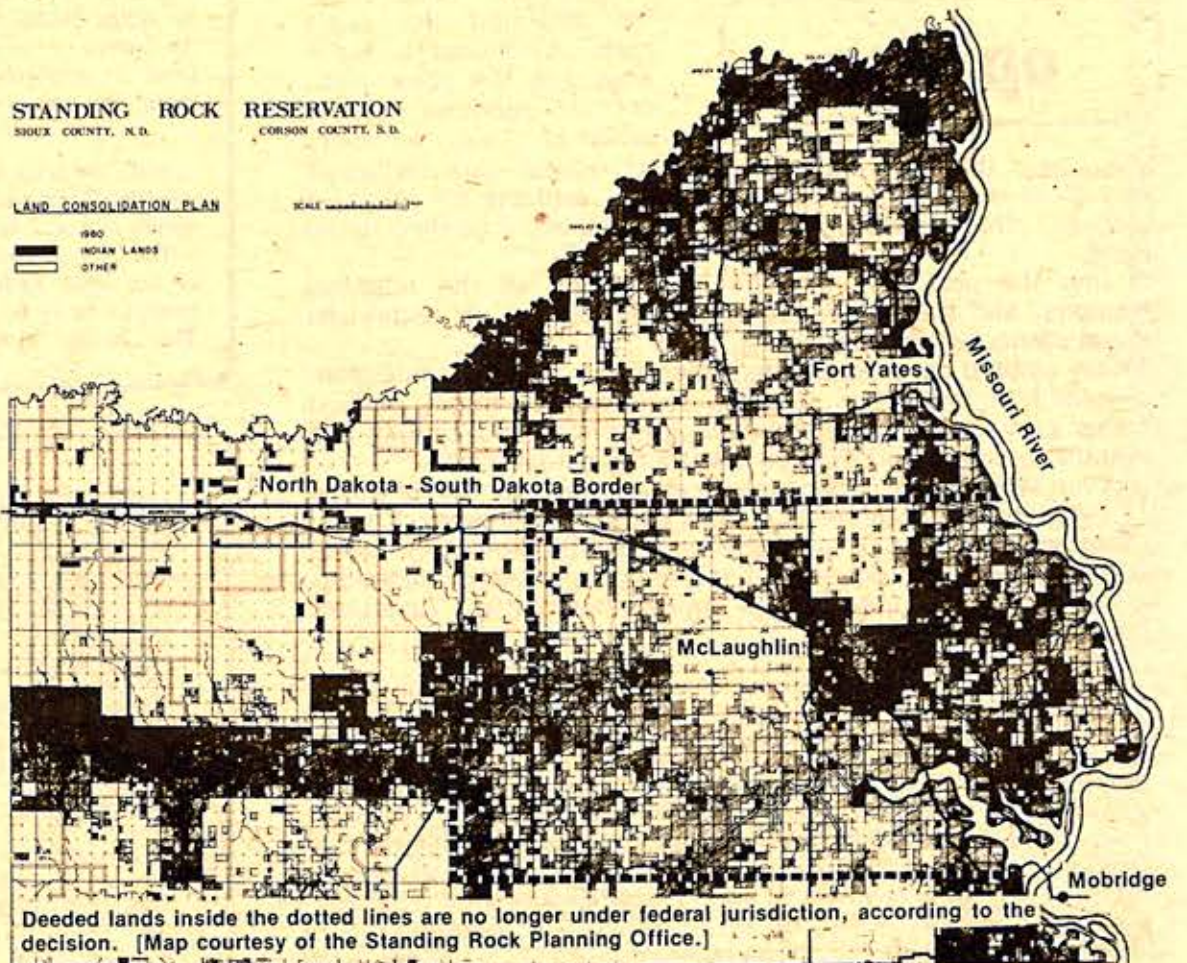 STANDING ROCK RESERVATION
SIOUX COUNTY, N.D. CORSON COUNTY, S.D.
LAND CONSOLIDATION PLAN
SCALE
1980
INDIAN LANDS
OTHER
Fort Yates
Missouri River
North Dakota - South Dakota Border
McLaughlin
Mobridge
Deeded lands inside the dotted lines are no longer under federal jurisdiction, according to the
decision. [Map courtesy of the Standing Rock Planning Office.]